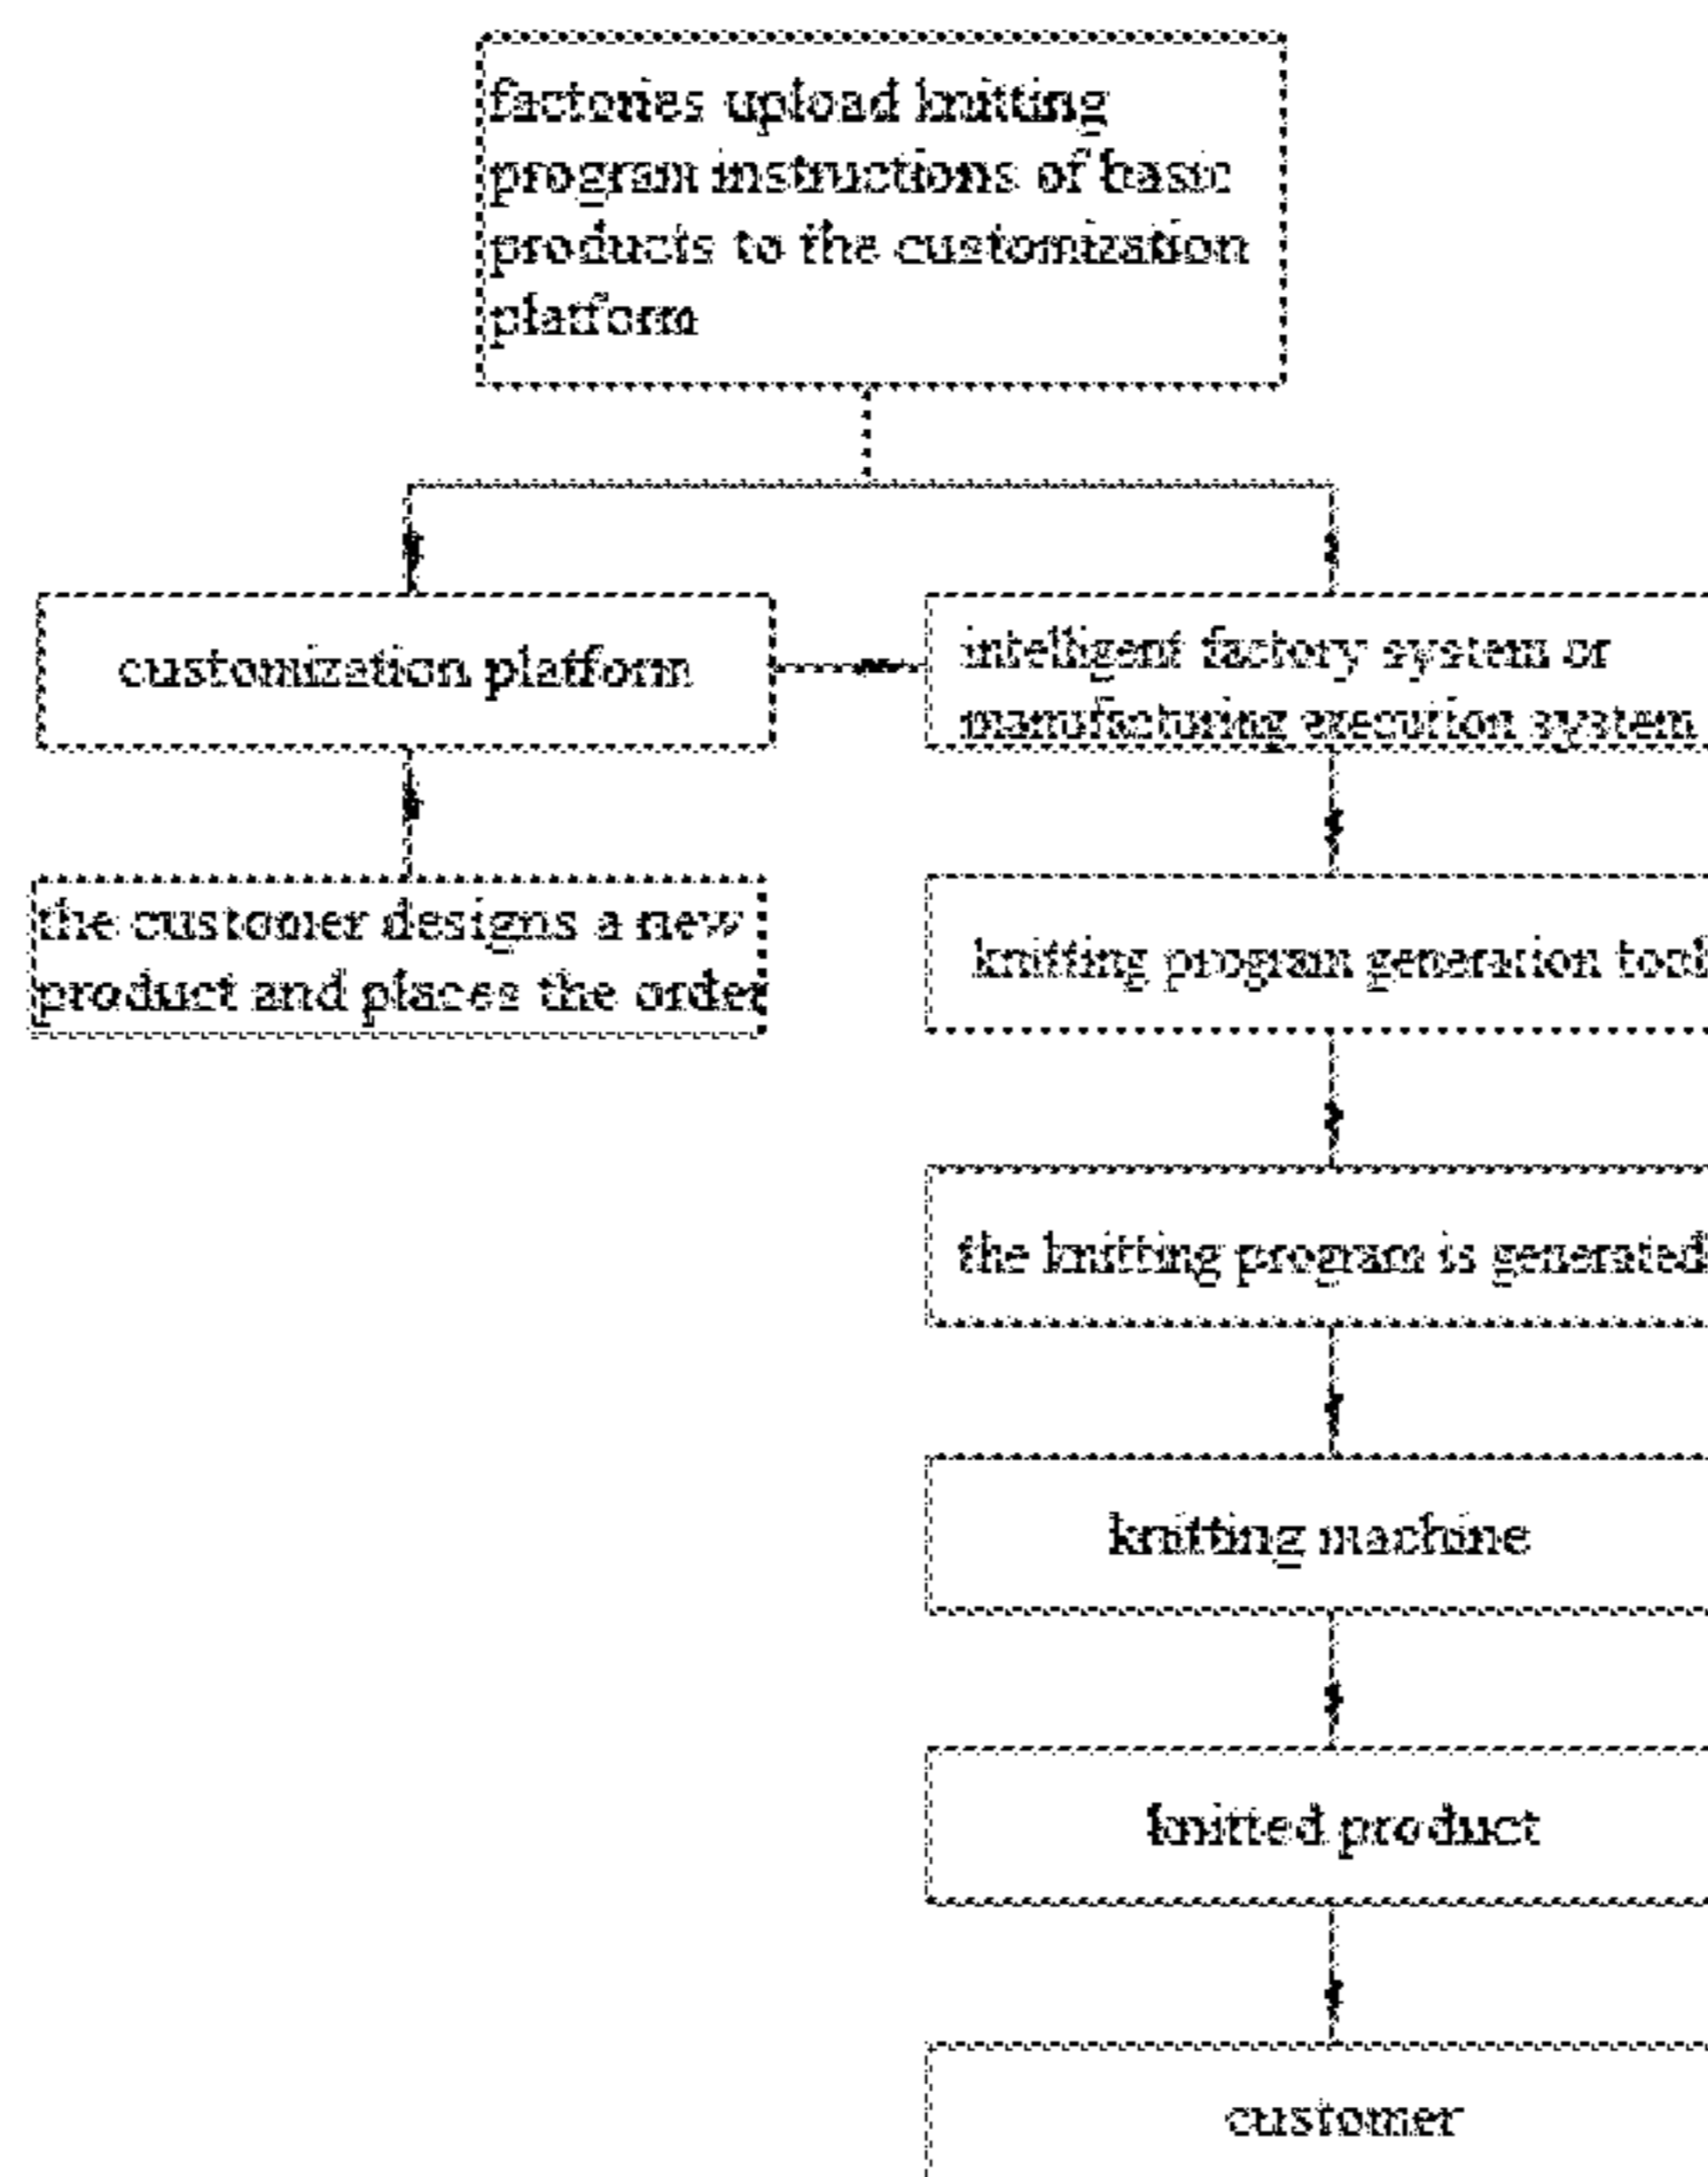 factories upload knitting
program instructions of basic
products to the customization
platform
customization platform
intelligent factory system or
manufacturing execution system
the customer designs a new
product and places the order
knitting program generation tool
the knitting program is generated
knitting machine
knitted product
customer